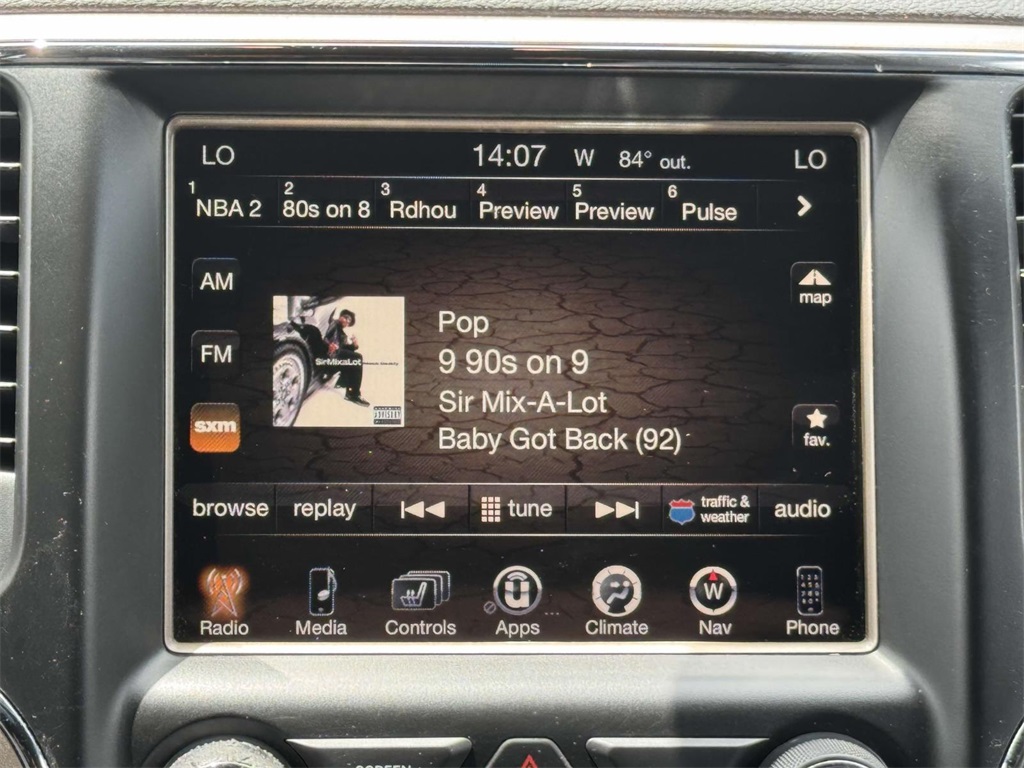 LO 14:07 W 84° out. LO
1 NBA 2 2 80s on 8 3 Rdhou 4 Preview 5 Preview 6 Pulse
AM
map
FM
SirMixaLot
Pop
9 90s on 9
Sir Mix-A-Lot
Baby Got Back (92)
sxm
fav.
browse replay tune traffic & weather audio
Radio Media Controls Apps Climate W Nav Phone
SCREEN